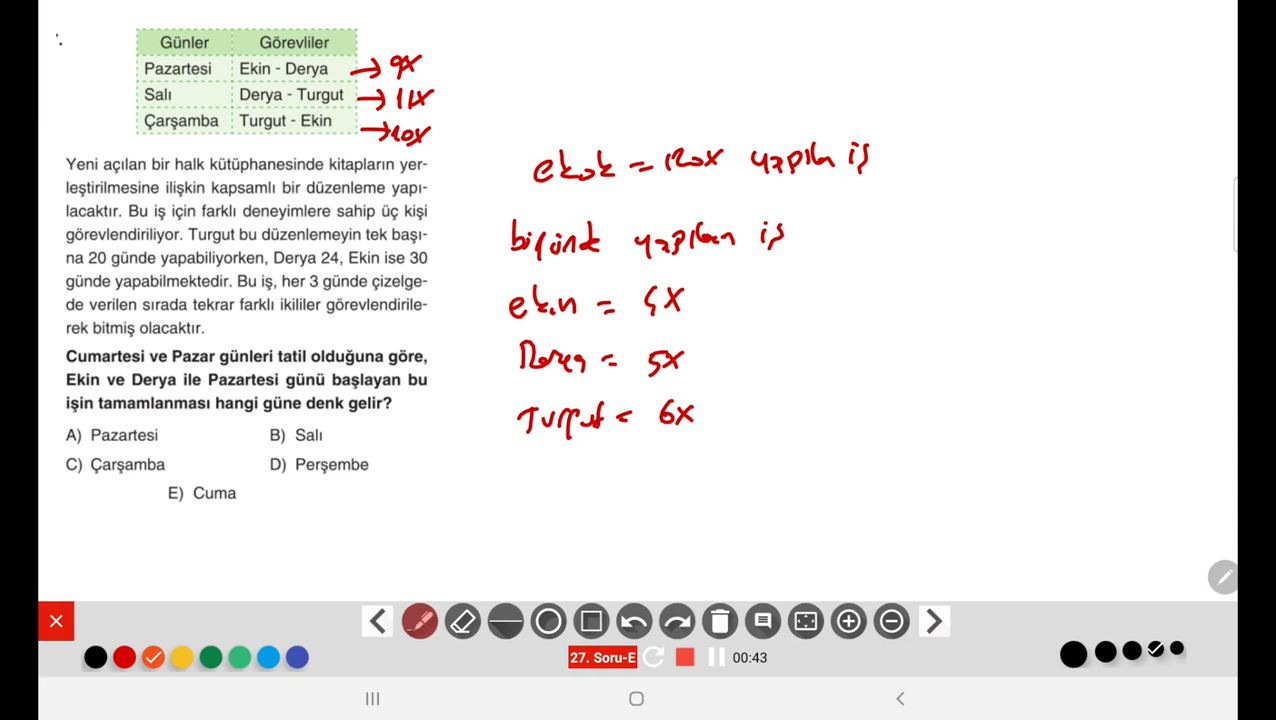 Günler Görevliler
Pazartesi Ekin - Derya → 9x
Salı Derya - Turgut → 11x
Çarşamba Turgut - Ekin → 10x
Yeni açılan bir halk kütüphanesinde kitapların yer-
leştirilmesine ilişkin kapsamlı bir düzenleme yapı-
lacaktır. Bu iş için farklı deneyimlere sahip üç kişi
görevlendiriliyor. Turgut bu düzenlemeyin tek başı-
na 20 günde yapabiliyorken, Derya 24, Ekin ise 30
günde yapabilmektedir. Bu iş, her 3 günde çizelge-
de verilen sırada tekrar farklı ikililer görevlendirile-
rek bitmiş olacaktır.
Cumartesi ve Pazar günleri tatil olduğuna göre,
Ekin ve Derya ile Pazartesi günü başlayan bu
işin tamamlanması hangi güne denk gelir?
A) Pazartesi B) Salı
C) Çarşamba D) Perşembe
E) Cuma
ekok = 120x yapılan iş
bir günde yapılan iş
ekin = 4x
Derya = 5x
Turgut = 6x
27. Soru-E
00:43